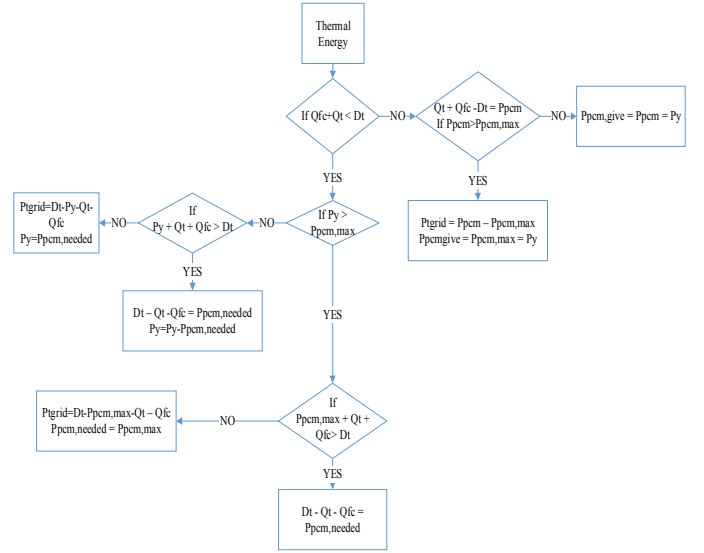 Thermal
Energy
If Qfc+Qt < Dt
NO
Qt + Qfc -Dt = Ppcm
If Ppcm>Ppcm,max
NO
Ppcm,give = Ppcm = Py
YES
YES
Ptgrid = Ppcm – Ppcm,max
Ppcmgive = Ppcm,max = Py
If Py >
Ppcm,max
NO
If
Py + Qt + Qfc > Dt
NO
Ptgrid=Dt-Py-Qt-
Qfc
Py=Ppcm,needed
YES
Dt – Qt -Qfc = Ppcm,needed
Py=Py-Ppcm,needed
YES
If
Ppcm,max + Qt +
Qfc> Dt
NO
Ptgrid=Dt-Ppcm,max-Qt – Qfc
Ppcm,needed = Ppcm,max
YES
Dt - Qt - Qfc =
Ppcm,needed